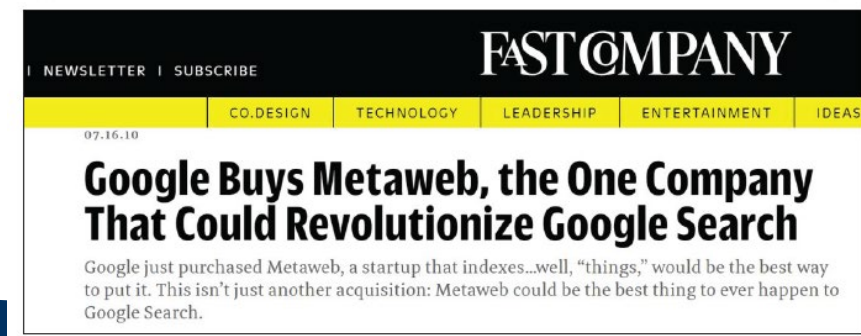 FAST COMPANY
| NEWSLETTER | SUBSCRIBE
CO.DESIGN | TECHNOLOGY | LEADERSHIP | ENTERTAINMENT | IDEAS
07.16.10
Google Buys Metaweb, the One Company
That Could Revolutionize Google Search
Google just purchased Metaweb, a startup that indexes...well, “things,” would be the best way
to put it. This isn’t just another acquisition: Metaweb could be the best thing to ever happen to
Google Search.